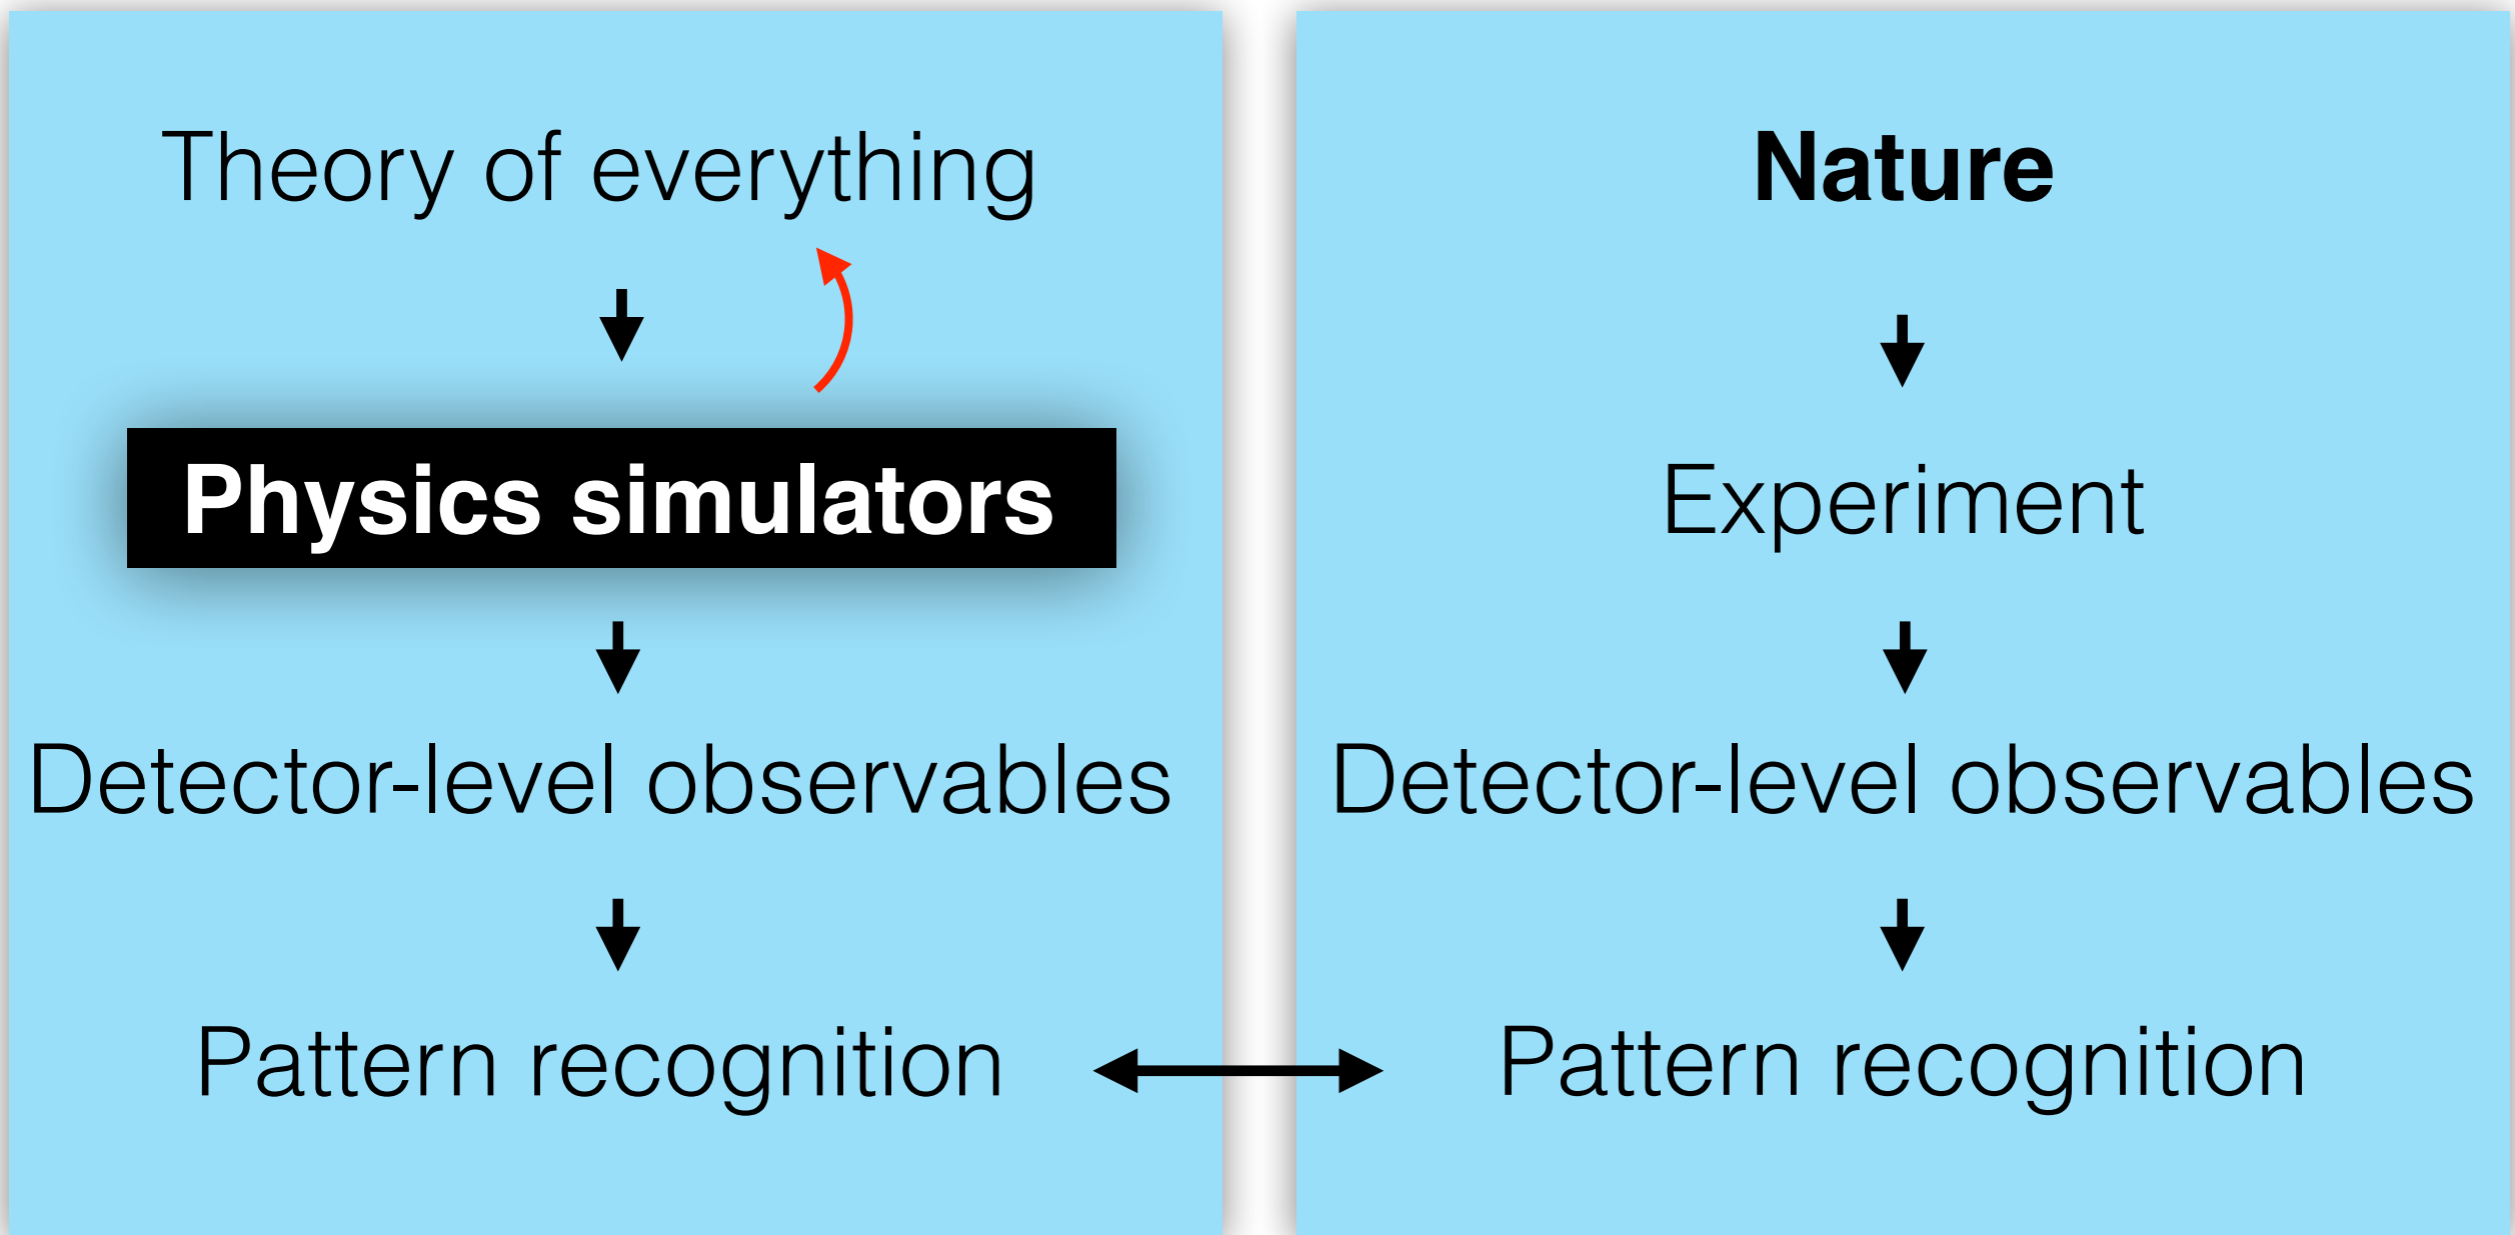 Theory of everything
Physics simulators
Detector-level observables
Pattern recognition
Nature
Experiment
Detector-level observables
Pattern recognition